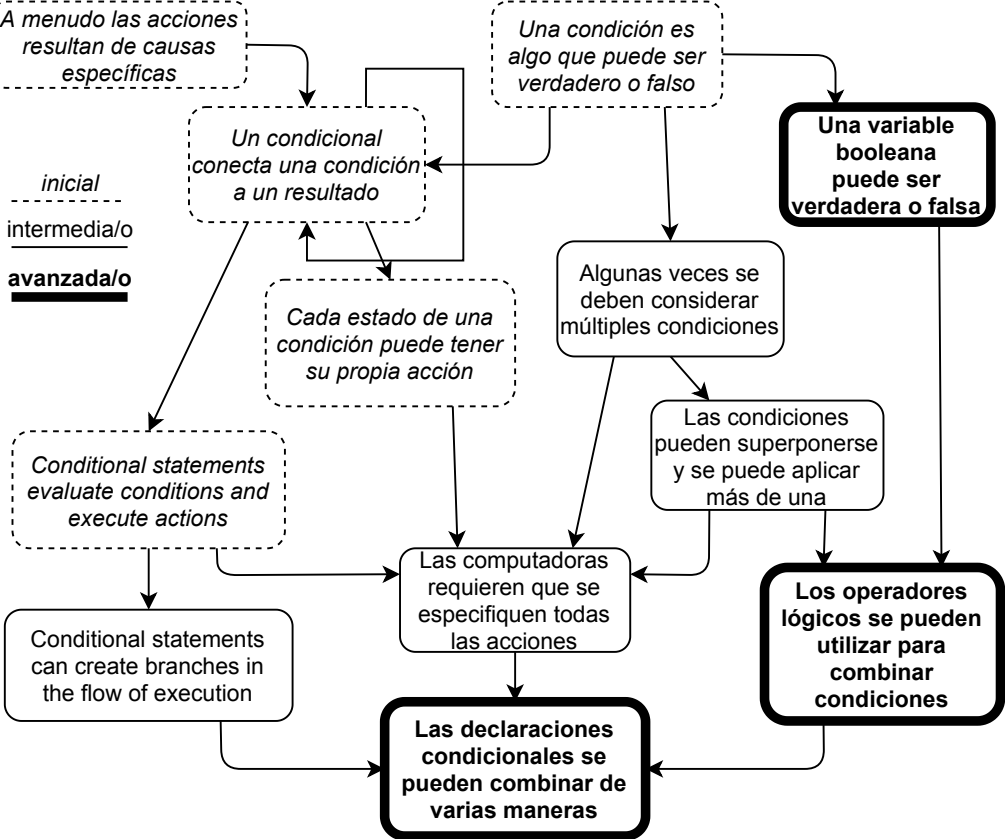 A menudo las acciones
resultan de causas
específicas
Una condición es
algo que puede ser
verdadero o falso
Un condicional
conecta una condición
a un resultado
Una variable
booleana
puede ser
verdadera o falsa
inicial
intermedia/o
avanzada/o
Algunas veces se
deben considerar
múltiples condiciones
Cada estado de una
condición puede tener
su propia acción
Las condiciones
pueden superponerse
y se puede aplicar
más de una
Conditional statements
evaluate conditions and
execute actions
Las computadoras
requieren que se
especifiquen todas
las acciones
Los operadores
lógicos se pueden
utilizar para
combinar
condiciones
Conditional statements
can create branches in
the flow of execution
Las declaraciones
condicionales se
pueden combinar de
varias maneras